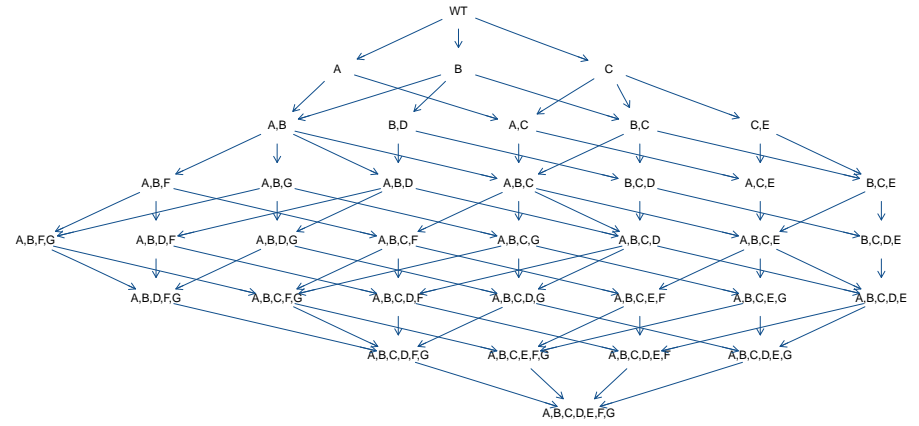 WT
A B C
A,B B,D A,C B,C C,E
A,B,F A,B,G A,B,D A,B,C B,C,D A,C,E B,C,E
A,B,F,G A,B,D,F A,B,D,G A,B,C,F A,B,C,G A,B,C,D A,B,C,E B,C,D,E
A,B,D,F,G A,B,C,F,G A,B,C,D,F A,B,C,D,G A,B,C,E,F A,B,C,E,G A,B,C,D,E
A,B,C,D,F,G A,B,C,E,F,G A,B,C,D,E,F A,B,C,D,E,G
A,B,C,D,E,F,G